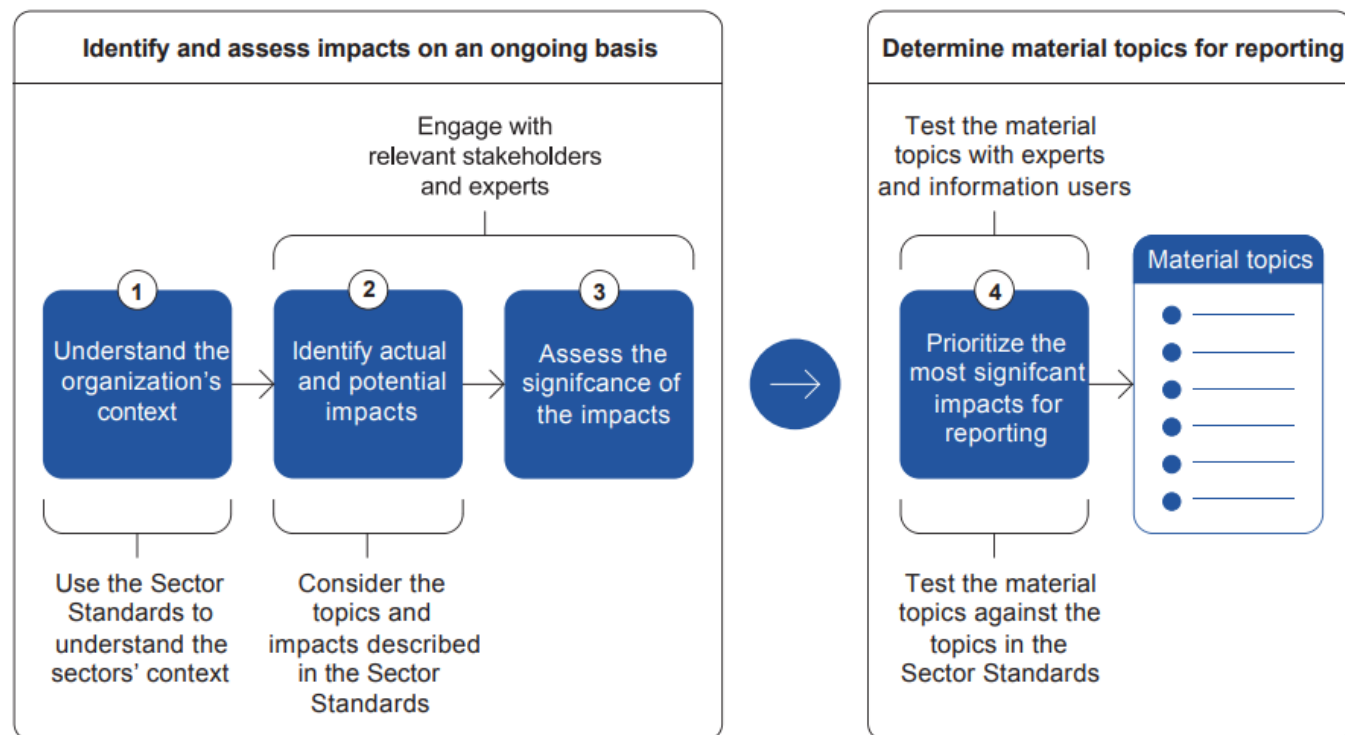 Identify and assess impacts on an ongoing basis
Engage with
relevant stakeholders
and experts
1
Understand the
organization's
context
2
Identify actual
and potential
impacts
3
Assess the
signifcance of
the impacts
Use the Sector
Standards to
understand the
sectors' context
Consider the
topics and
impacts described
in the Sector
Standards
Determine material topics for reporting
Test the material
topics with experts
and information users
4
Prioritize the
most signifcant
impacts for
reporting
Material topics
Test the material
topics against the
topics in the
Sector Standards